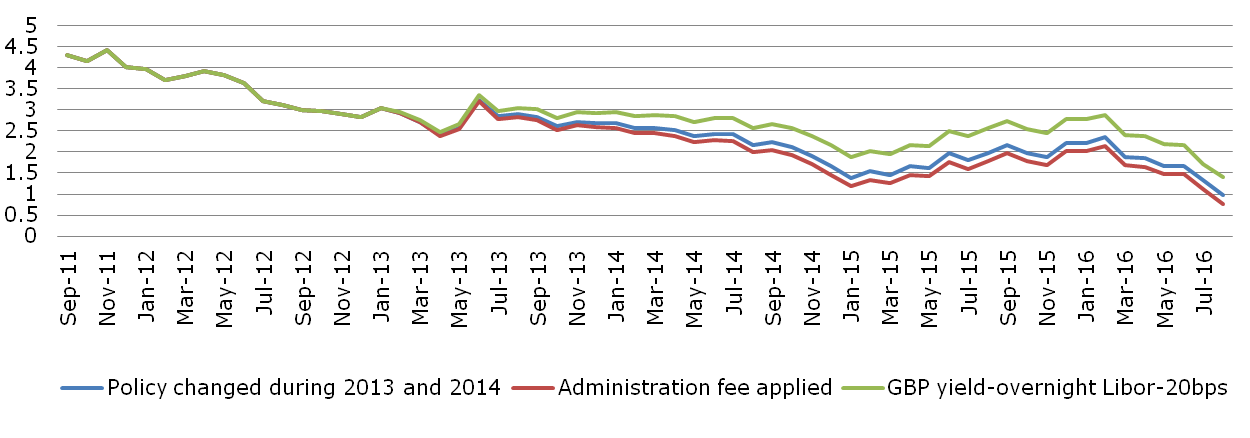 5
4.5
4
3.5
3
2.5
2
1.5
1
0.5
0
Sep-11
Nov-11
Jan-12
Mar-12
May-12
Jul-12
Sep-12
Nov-12
Jan-13
Mar-13
May-13
Jul-13
Sep-13
Nov-13
Jan-14
Mar-14
May-14
Jul-14
Sep-14
Nov-14
Jan-15
Mar-15
May-15
Jul-15
Sep-15
Nov-15
Jan-16
Mar-16
May-16
Jul-16
Policy changed during 2013 and 2014 Administration fee applied GBP yield-overnight Libor-20bps